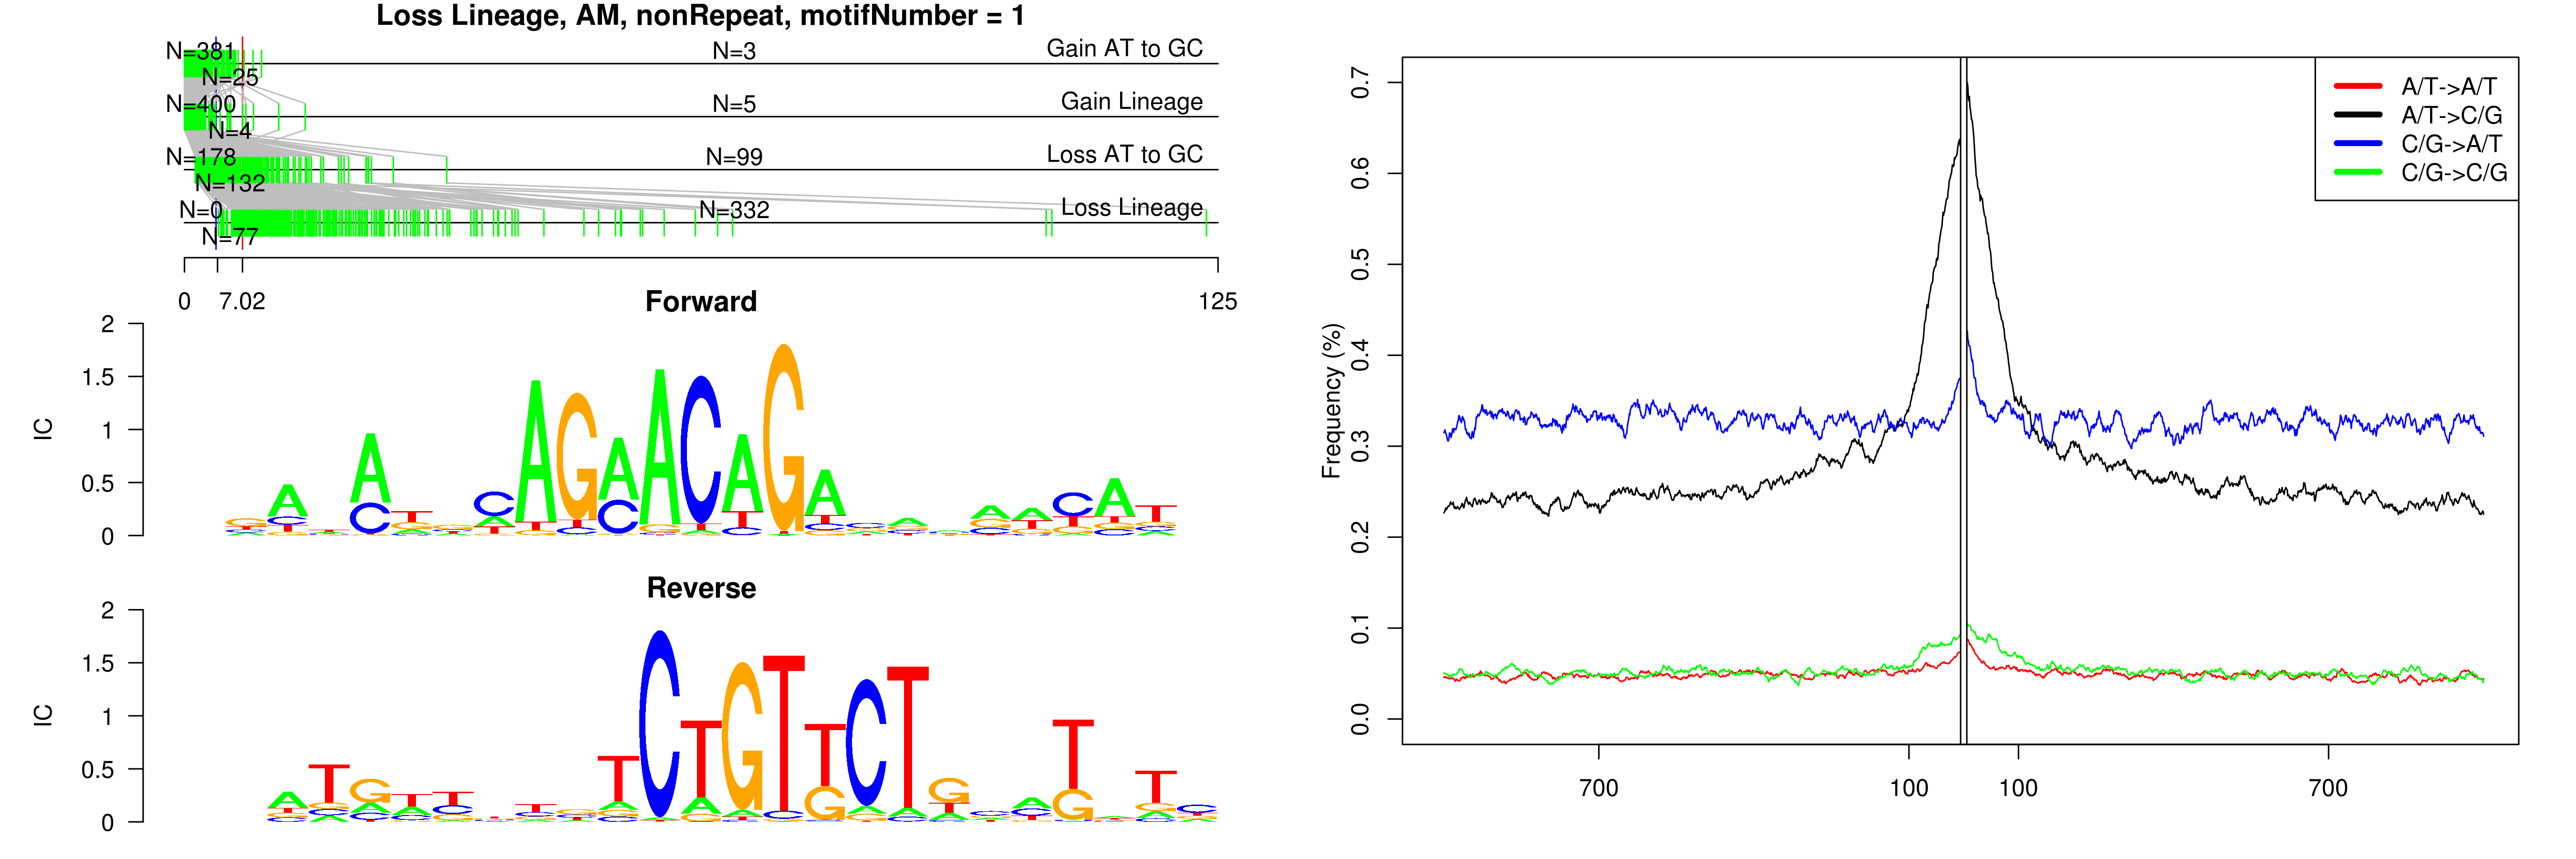 Loss Lineage, AM, nonRepeat, motifNumber = 1
N=381 N=3 Gain AT to GC
N=25
N=400 N=5 Gain Lineage
N=4
N=178 N=99 Loss AT to GC
N=132
N=0 N=332 Loss Lineage
N=77
0 7.02 125
Forward
IC
2
1.5
1
0.5
0
Reverse
IC
2
1.5
1
0.5
0
Frequency (%)
0.7
0.6
0.5
0.4
0.3
0.2
0.1
0.0
700 100 100 700
A/T->A/T
A/T->C/G
C/G->A/T
C/G->C/G